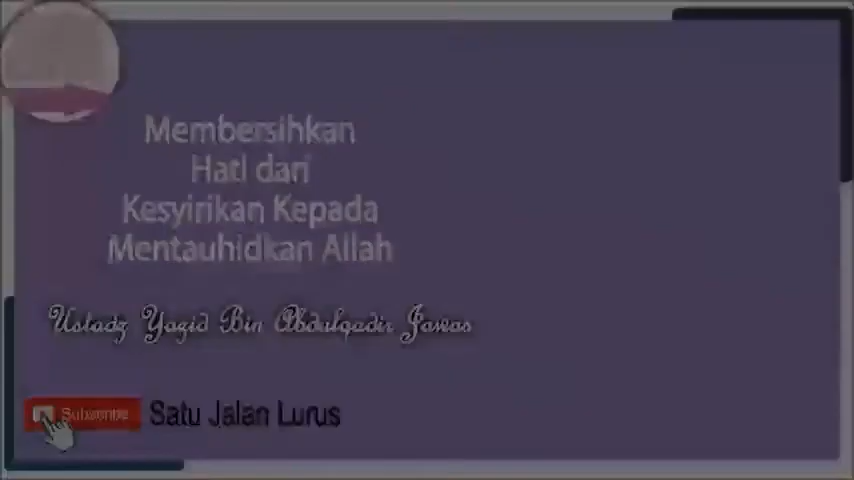 Membersihkan
Hati dari
Kesyirikan Kepada
Mentauhidkan Allah
Ustadz Yazid Bin Abdulqadir Jawas
Subscribe
Satu Jalan Lurus